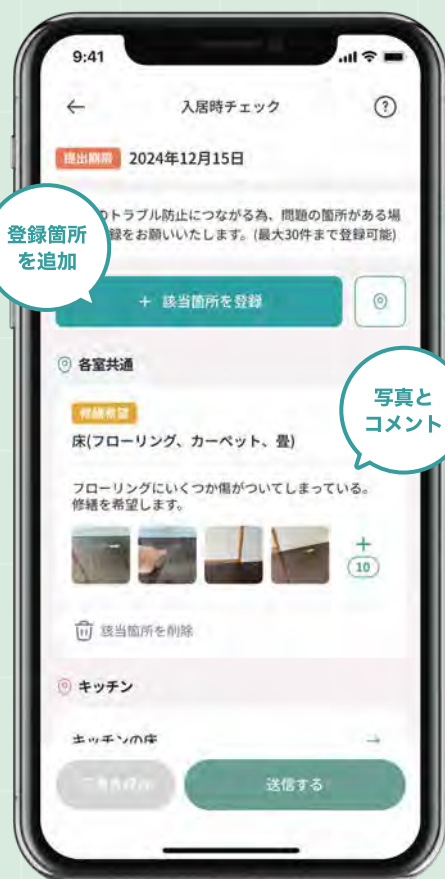 9:41
入居時チェック
?
提出期限 2024年12月15日
登録箇所
を追加
のトラブル防止につながる為、問題の箇所がある場
録をお願いいたします。(最大30件まで登録可能)
+ 該当箇所を登録
各室共通
写真と
コメント
修繕希望
床(フローリング、カーペット、畳)
フローリングにいくつか傷がついてしまっている。
修繕を希望します。
+
10
該当箇所を削除
キッチン
キッチンの床
送信する